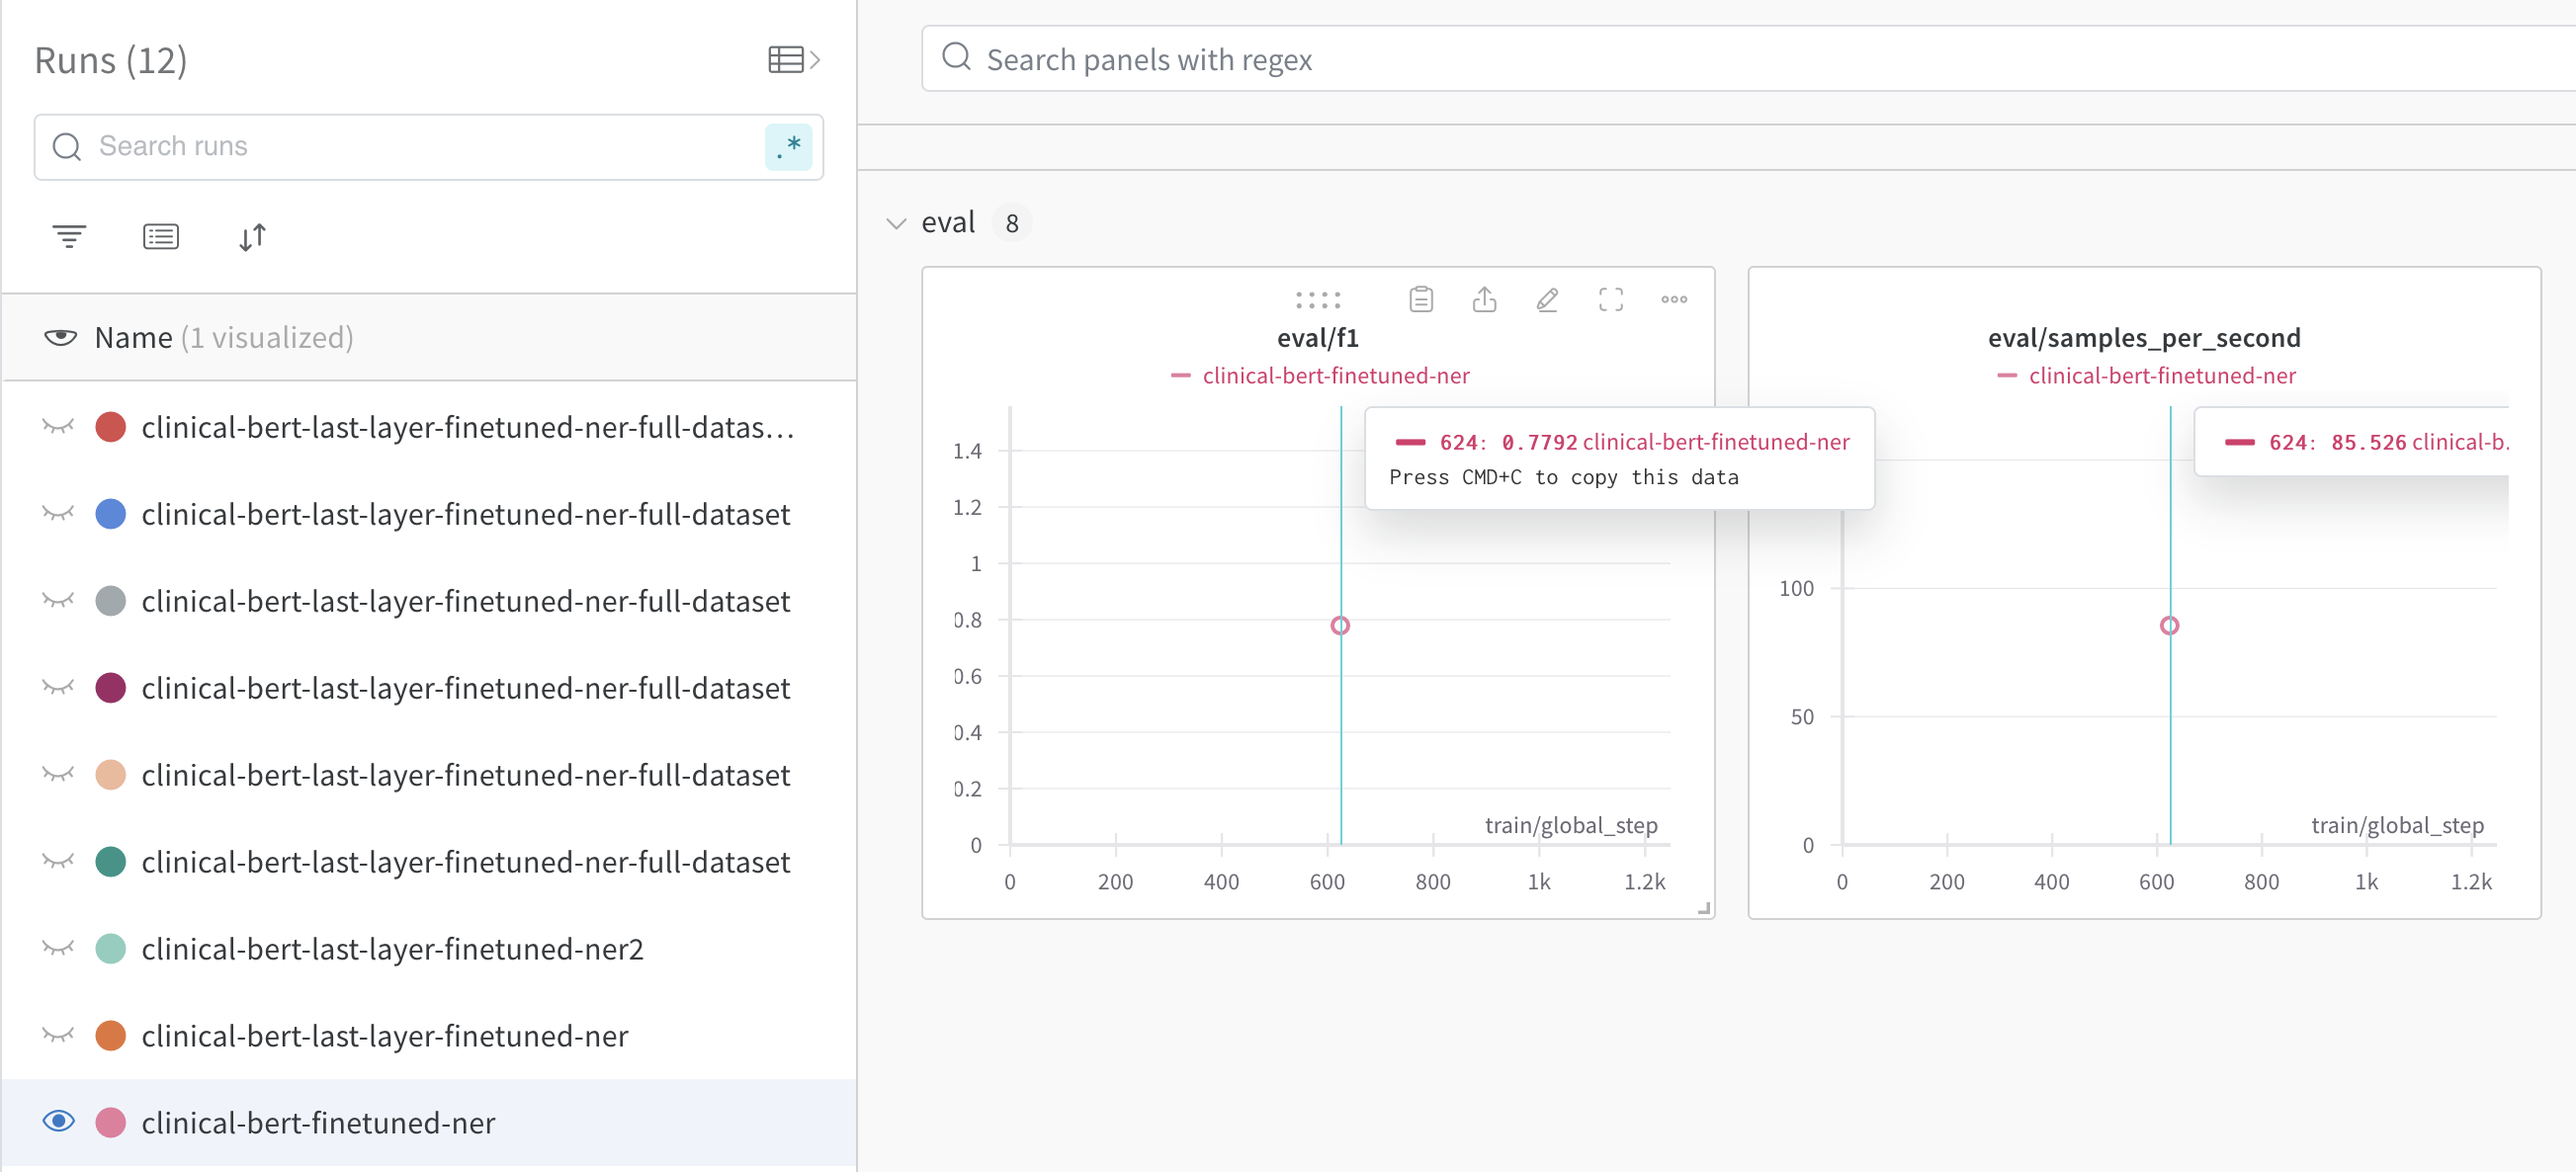 Runs (12)
Search runs
.*
Name (1 visualized)
clinical-bert-last-layer-finetuned-ner-full-datas...
clinical-bert-last-layer-finetuned-ner-full-dataset
clinical-bert-last-layer-finetuned-ner-full-dataset
clinical-bert-last-layer-finetuned-ner-full-dataset
clinical-bert-last-layer-finetuned-ner-full-dataset
clinical-bert-last-layer-finetuned-ner-full-dataset
clinical-bert-last-layer-finetuned-ner2
clinical-bert-last-layer-finetuned-ner
clinical-bert-finetuned-ner
Search panels with regex
eval 8
eval/f1
clinical-bert-finetuned-ner
624: 0.7792 clinical-bert-finetuned-ner
Press CMD+C to copy this data
1.4
1.2
1
0.8
0.6
0.4
0.2
0
train/global_step
0 200 400 600 800 1k 1.2k
eval/samples_per_second
clinical-bert-finetuned-ner
624: 85.526 clinical-b.
100
50
0
train/global_step
0 200 400 600 800 1k 1.2k